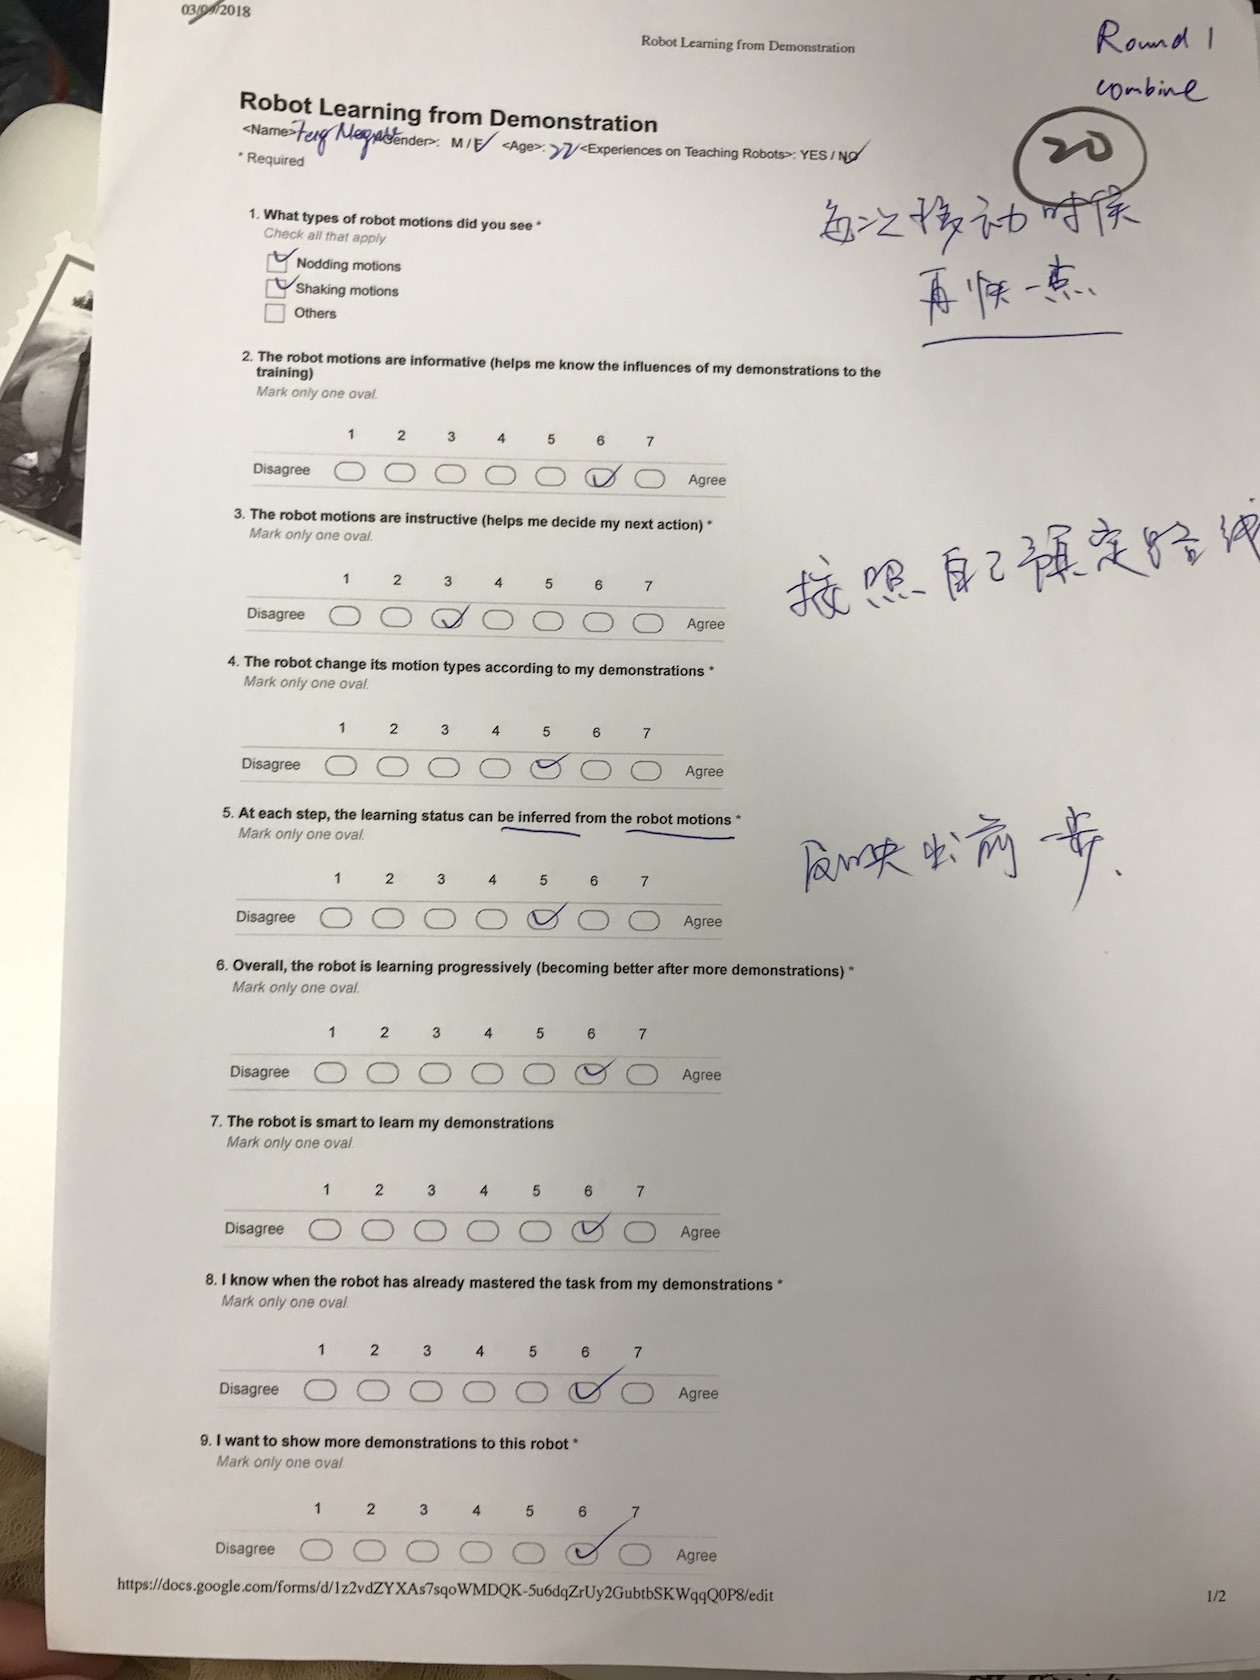 03/09/2018
Robot Learning from Demonstration
Round 1
combine
20
Robot Learning from Demonstration
<Name>: <Gender>: M / F <Age>: 22 <Experiences on Teaching Robots>: YES / NO
* Required
每次移动时候
再快一点
1. What types of robot motions did you see *
Check all that apply
Nodding motions
Shaking motions
Others
2. The robot motions are informative (helps me know the influences of my demonstrations to the
training)
Mark only one oval.
1 2 3 4 5 6 7
Disagree Agree
3. The robot motions are instructive (helps me decide my next action) *
Mark only one oval.
按照自己预定路线
1 2 3 4 5 6 7
Disagree Agree
4. The robot change its motion types according to my demonstrations *
Mark only one oval.
1 2 3 4 5 6 7
Disagree Agree
5. At each step, the learning status can be inferred from the robot motions *
Mark only one oval.
反映出前一步.
1 2 3 4 5 6 7
Disagree Agree
6. Overall, the robot is learning progressively (becoming better after more demonstrations) *
Mark only one oval.
1 2 3 4 5 6 7
Disagree Agree
7. The robot is smart to learn my demonstrations
Mark only one oval.
1 2 3 4 5 6 7
Disagree Agree
8. I know when the robot has already mastered the task from my demonstrations *
Mark only one oval.
1 2 3 4 5 6 7
Disagree Agree
9. I want to show more demonstrations to this robot *
Mark only one oval
1 2 3 4 5 6 7
Disagree Agree
https://docs.google.com/forms/d/1z2vdZYXAs7sqoWMDQK-5u6dqZrUy2GubtbSKWqqQ0P8/edit
1/2